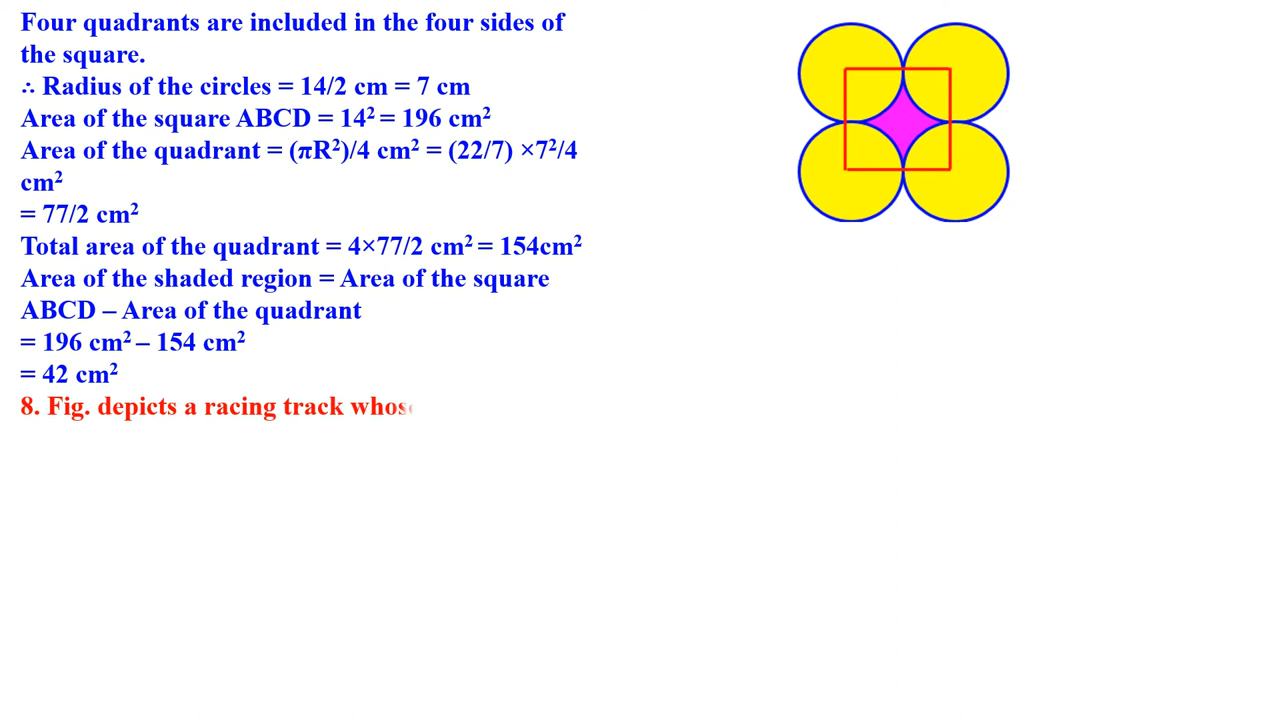 Four quadrants are included in the four sides of
the square.
∴ Radius of the circles = 14/2 cm = 7 cm
Area of the square ABCD = 14² = 196 cm²
Area of the quadrant = (πR²)/4 cm² = (22/7) ×7²/4
cm²
= 77/2 cm²
Total area of the quadrant = 4×77/2 cm² = 154cm²
Area of the shaded region = Area of the square
ABCD – Area of the quadrant
= 196 cm² – 154 cm²
= 42 cm²
8. Fig. depicts a racing track whose